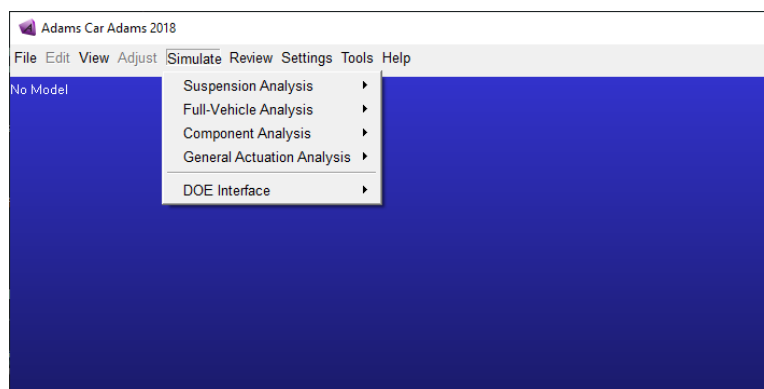 Adams Car Adams 2018
File Edit View Adjust Simulate Review Settings Tools Help
No Model
Suspension Analysis
Full-Vehicle Analysis
Component Analysis
General Actuation Analysis
DOE Interface